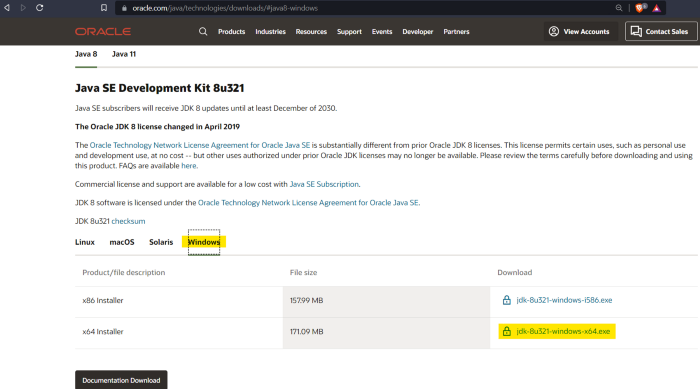 oracle.com/java/technologies/downloads/#java8-windows
ORACLE
Products Industries Resources Support Events Developer Partners
View Accounts
Contact Sales
Java 8 Java 11
Java SE Development Kit 8u321
Java SE subscribers will receive JDK 8 updates until at least December of 2030.
The Oracle JDK 8 license changed in April 2019
The Oracle Technology Network License Agreement for Oracle Java SE is substantially different from prior Oracle JDK 8 licenses. This license permits certain uses, such as personal use
and development use, at no cost -- but other uses authorized under prior Oracle JDK licenses may no longer be available. Please review the terms carefully before downloading and using
this product. FAQs are available here.
Commercial license and support are available for a low cost with Java SE Subscription.
JDK 8 software is licensed under the Oracle Technology Network License Agreement for Oracle Java SE.
JDK 8u321 checksum
Linux macOS Solaris Windows
Product/file description File size Download
x86 Installer 157.99 MB jdk-8u321-windows-i586.exe
x64 Installer 171.09 MB jdk-8u321-windows-x64.exe
Documentation Download